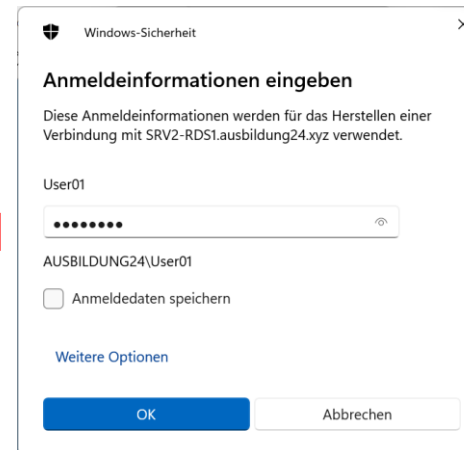 Windows-Sicherheit
Anmeldeinformationen eingeben
Diese Anmeldeinformationen werden für das Herstellen einer
Verbindung mit SRV2-RDS1.ausbildung24.xyz verwendet.
User01
●●●●●●●●
AUSBILDUNG24\User01
Anmeldedaten speichern
Weitere Optionen
OK
Abbrechen